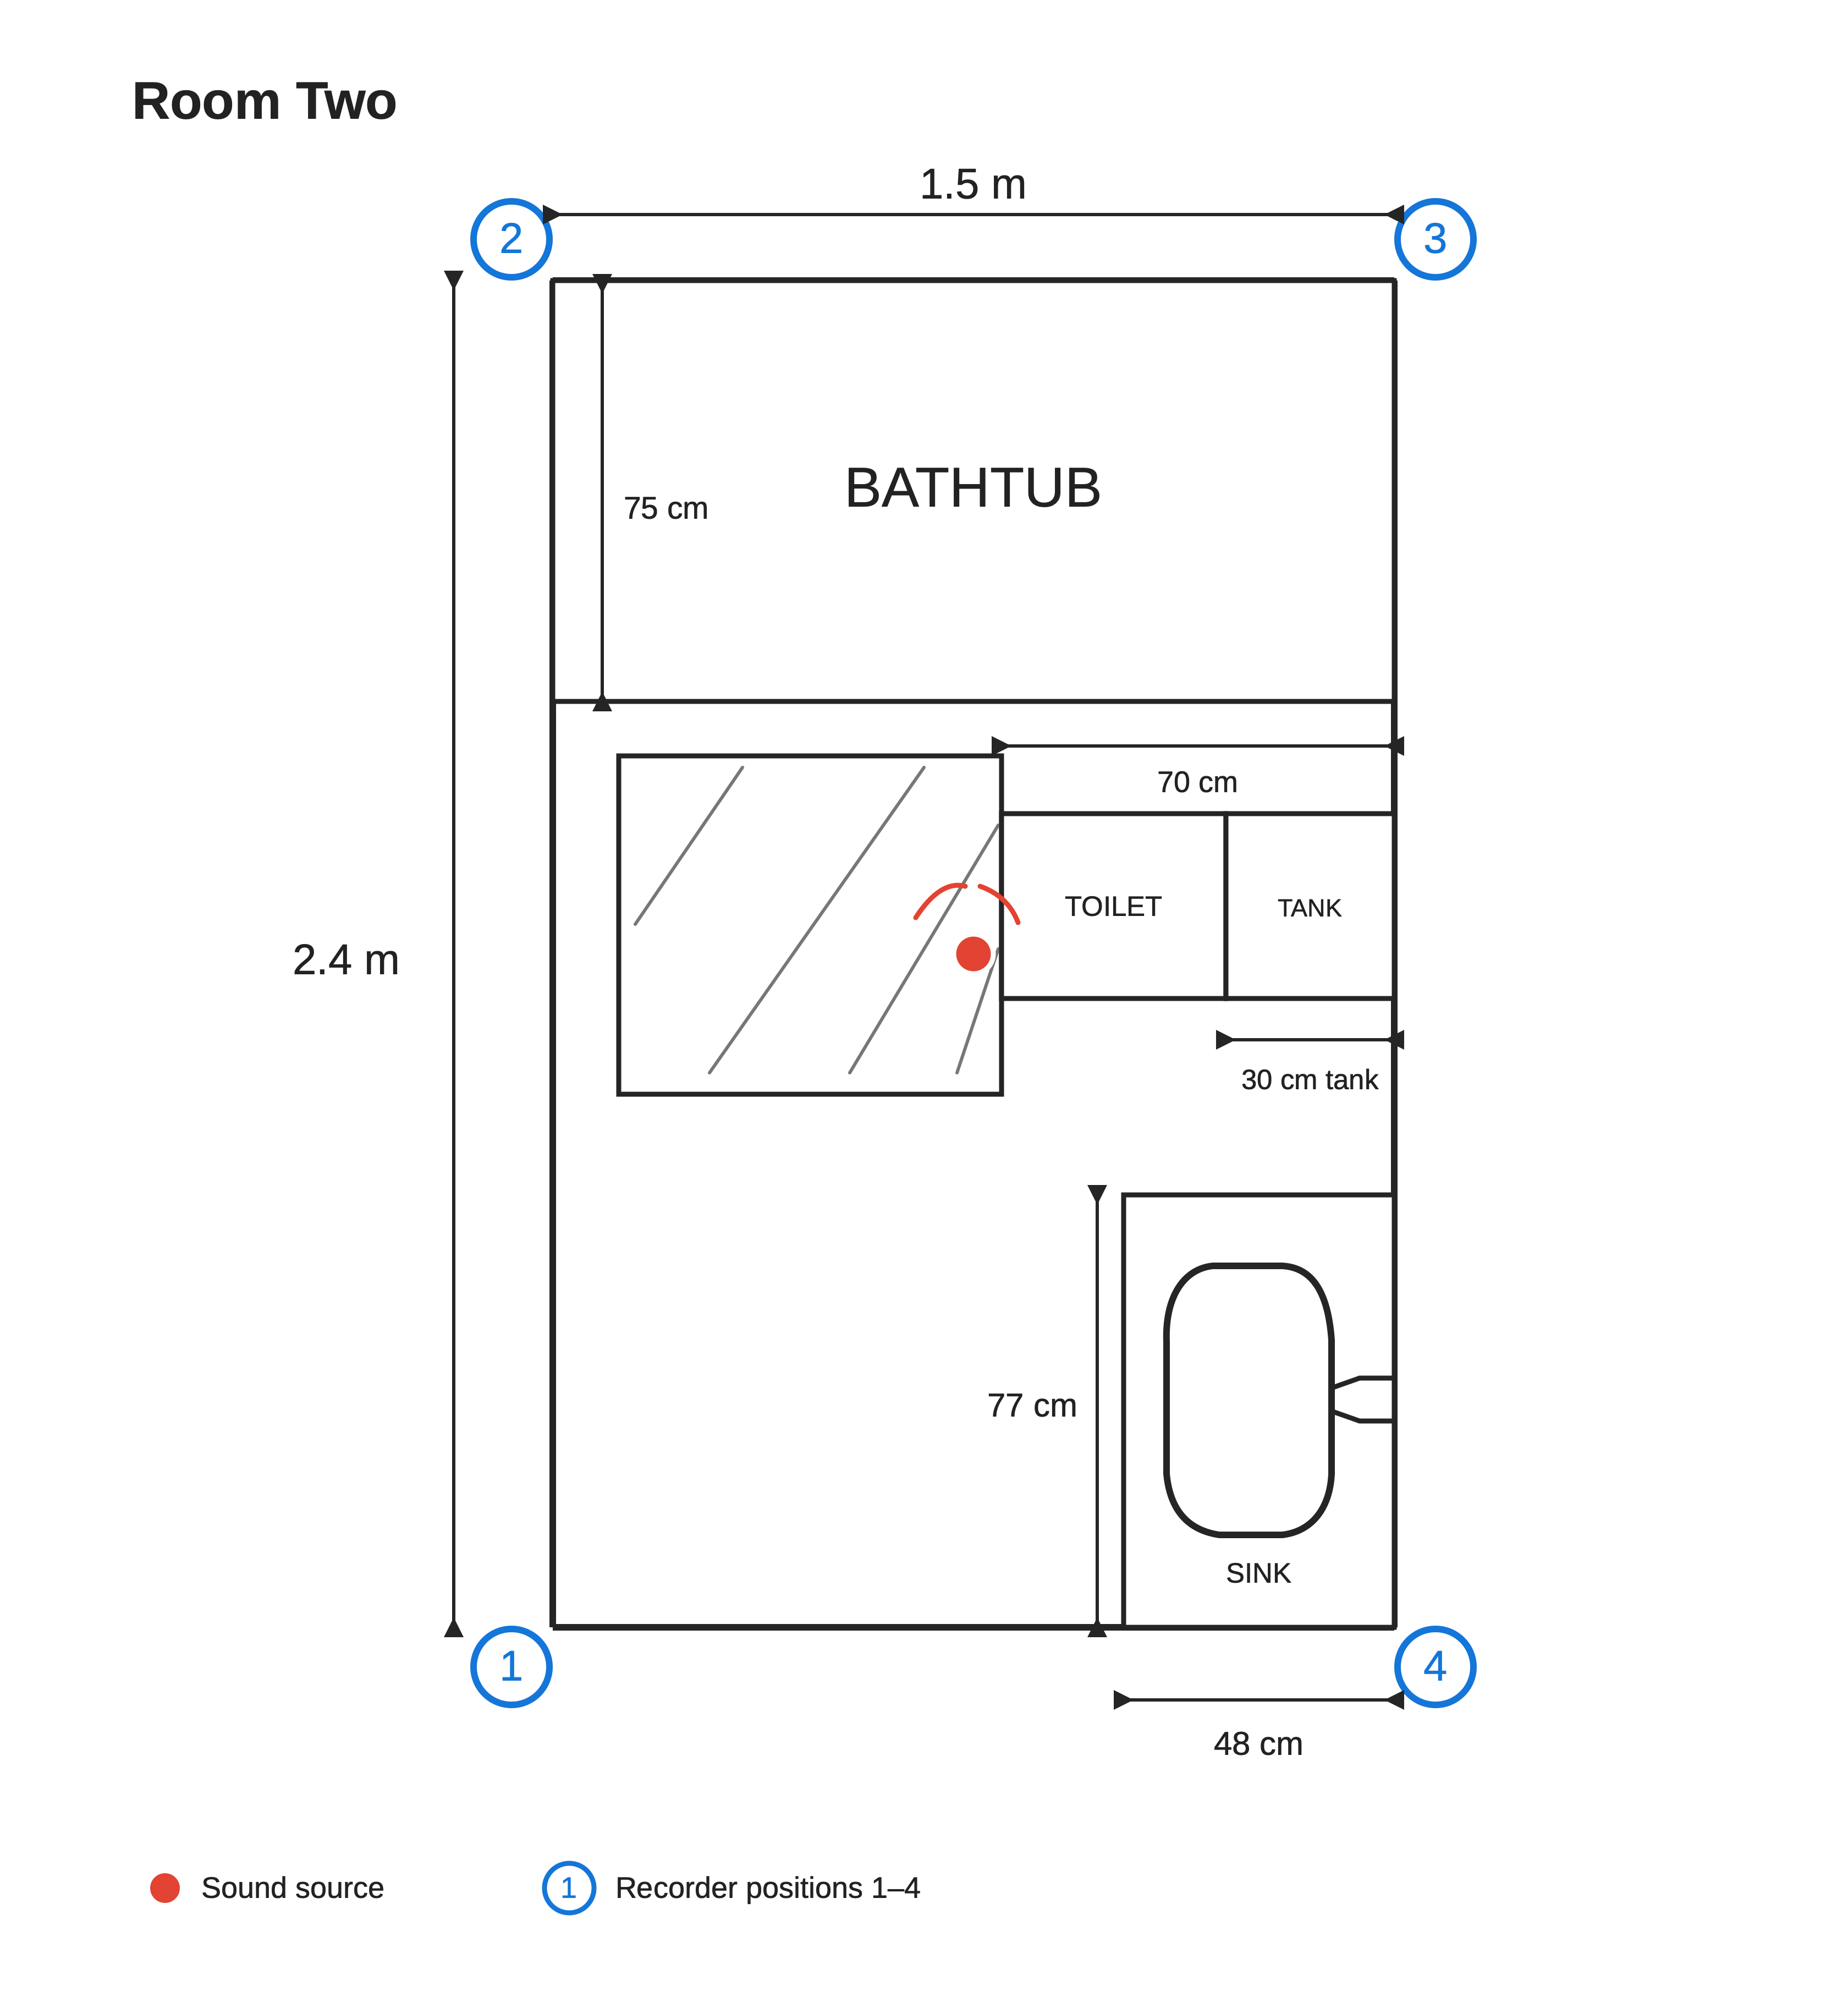 Room Two
1.5 m
2
3
BATHTUB
75 cm
70 cm
TOILET
TANK
2.4 m
30 cm tank
77 cm
SINK
1
4
48 cm
Sound source
1
Recorder positions 1–4